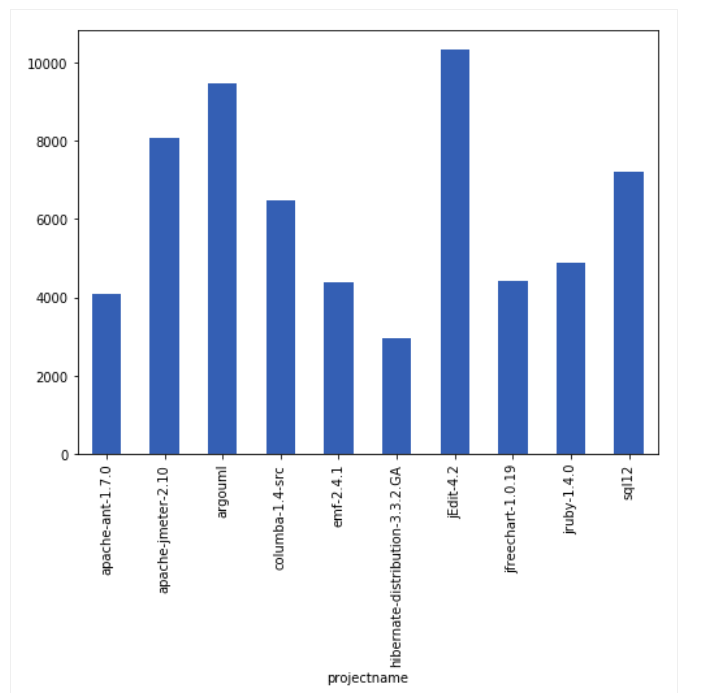 10000
8000
6000
4000
2000
0
apache-ant-1.7.0
apache-jmeter-2.10
argouml
columba-1.4-src
emf-2.4.1
hibernate-distribution-3.3.2.GA
jEdit-4.2
jfreechart-1.0.19
jruby-1.4.0
sql12
projectname